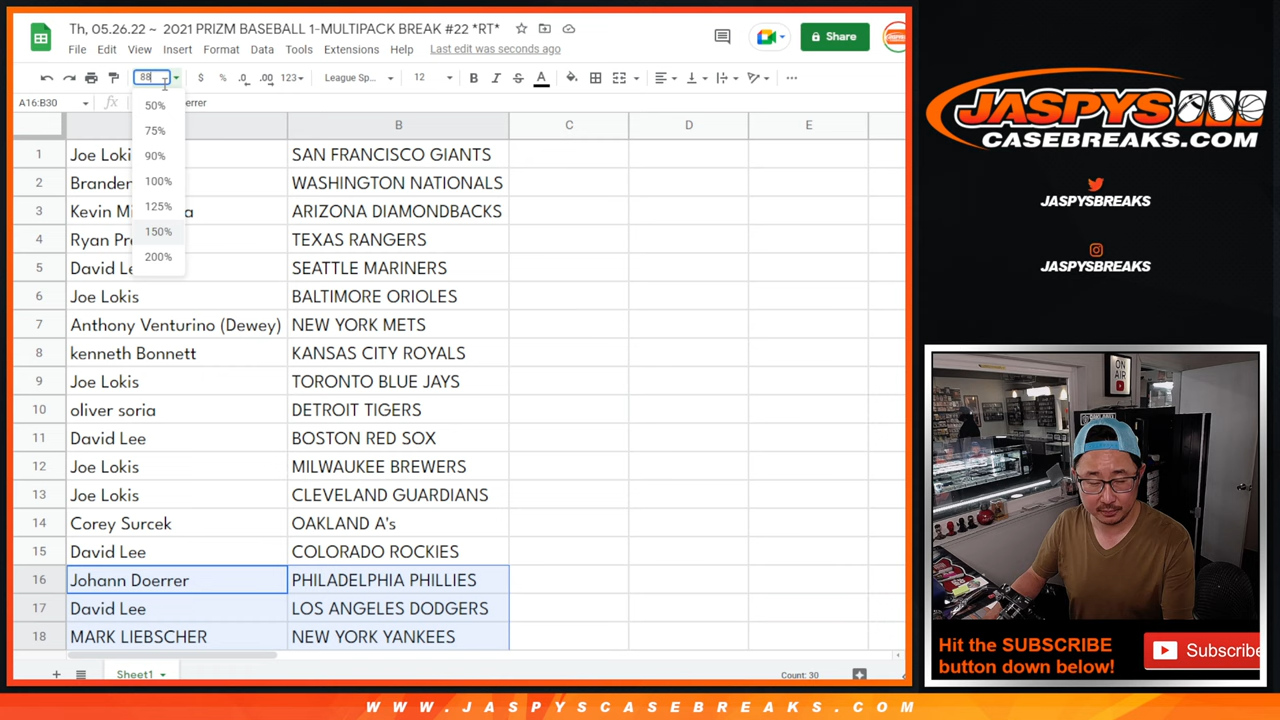 Th, 05.26.22 ~ 2021 PRIZM BASEBALL 1-MULTIPACK BREAK #22 *RT*
File Edit View Insert Format Data Tools Extensions Help Last edit was seconds ago
Share
88 $ % .0 .00 123 League Sp... 12 B I S A
A16:B30 fx errer
50%
75%
90%
100%
125%
150%
200%
B C D E
1 Joe Loki SAN FRANCISCO GIANTS
2 Branden WASHINGTON NATIONALS
3 Kevin Mi a ARIZONA DIAMONDBACKS
4 Ryan Pr TEXAS RANGERS
5 David Le SEATTLE MARINERS
6 Joe Lokis BALTIMORE ORIOLES
7 Anthony Venturino (Dewey) NEW YORK METS
8 kenneth Bonnett KANSAS CITY ROYALS
9 Joe Lokis TORONTO BLUE JAYS
10 oliver soria DETROIT TIGERS
11 David Lee BOSTON RED SOX
12 Joe Lokis MILWAUKEE BREWERS
13 Joe Lokis CLEVELAND GUARDIANS
14 Corey Surcek OAKLAND A's
15 David Lee COLORADO ROCKIES
16 Johann Doerrer PHILADELPHIA PHILLIES
17 David Lee LOS ANGELES DODGERS
18 MARK LIEBSCHER NEW YORK YANKEES
Sheet1 Count: 30
JASPYS
CASEBREAKS.COM
JASPYSBREAKS
JASPYSBREAKS
ON AIR
Hit the SUBSCRIBE
button down below!
Subscribe
WWW.JASPYSCASEBREAKS.COM